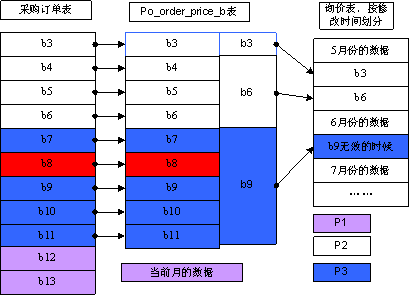 采购订单表
b3
b4
b5
b6
b7
b8
b9
b10
b11
b12
b13
Po_order_price_b表
b3
b4
b5
b6
b7
b8
b9
b10
b11
b3
b6
b9
当前月的数据
询价表，按修
改时间划分
5月份的数据
b3
b6
6月份的数据
b9无效的时候
7月份的数据
……
P1
P2
P3